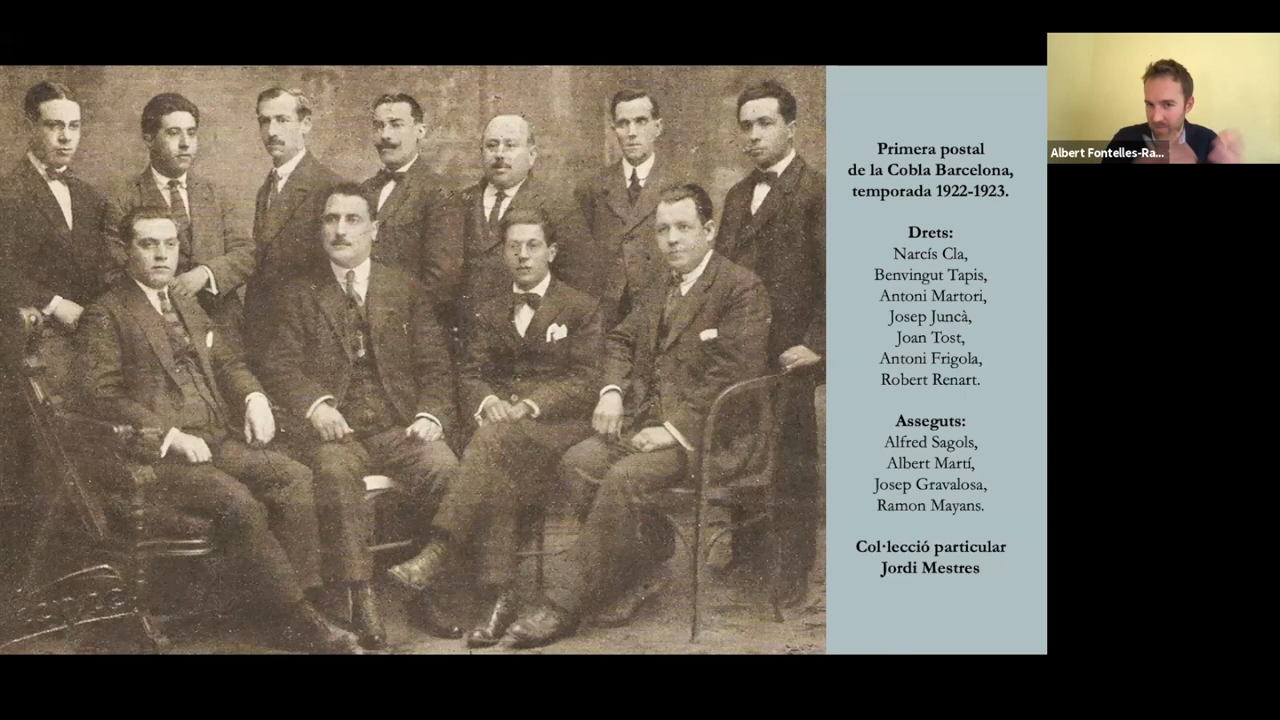 Primera postal
de la Cobla Barcelona,
temporada 1922-1923.
Drets:
Narcís Cla,
Benvingut Tapis,
Antoni Martori,
Josep Juncà,
Joan Tost,
Antoni Frigola,
Robert Renart.
Asseguts:
Alfred Sagols,
Albert Martí,
Josep Gravalosa,
Ramon Mayans.
Col·lecció particular
Jordi Mestres
Albert Fontelles-Ra...